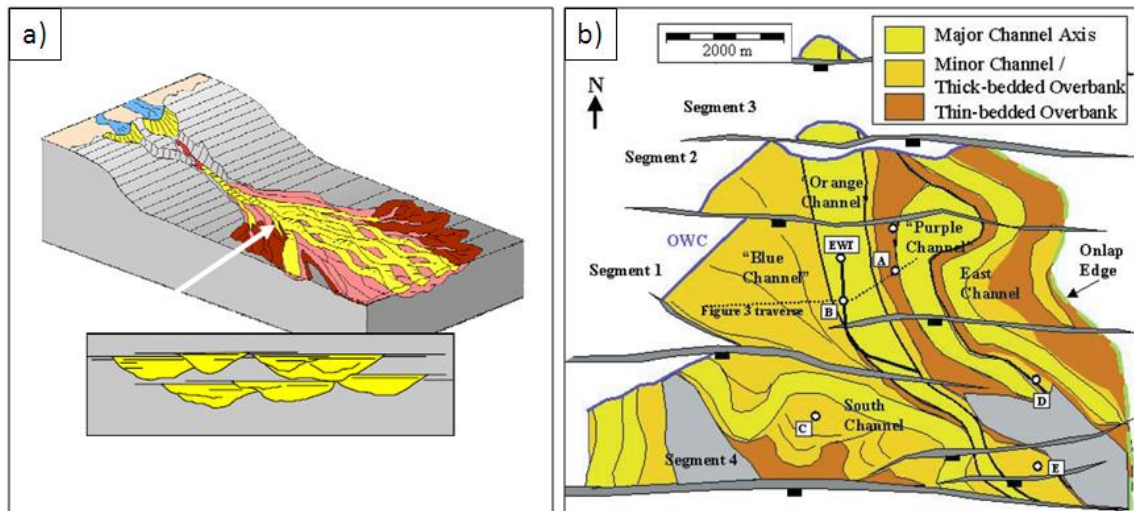 a)
b)
2000 m
Major Channel Axis
Minor Channel /
Thick-bedded Overbank
Thin-bedded Overbank
N
Segment 3
Segment 2
"Orange
Channel"
OWC
EWT
"Purple
Channel"
A
Segment 1
"Blue
Channel"
East
Channel
Onlap
Edge
Figure 3 traverse
B
D
South
Channel
C
Segment 4
E